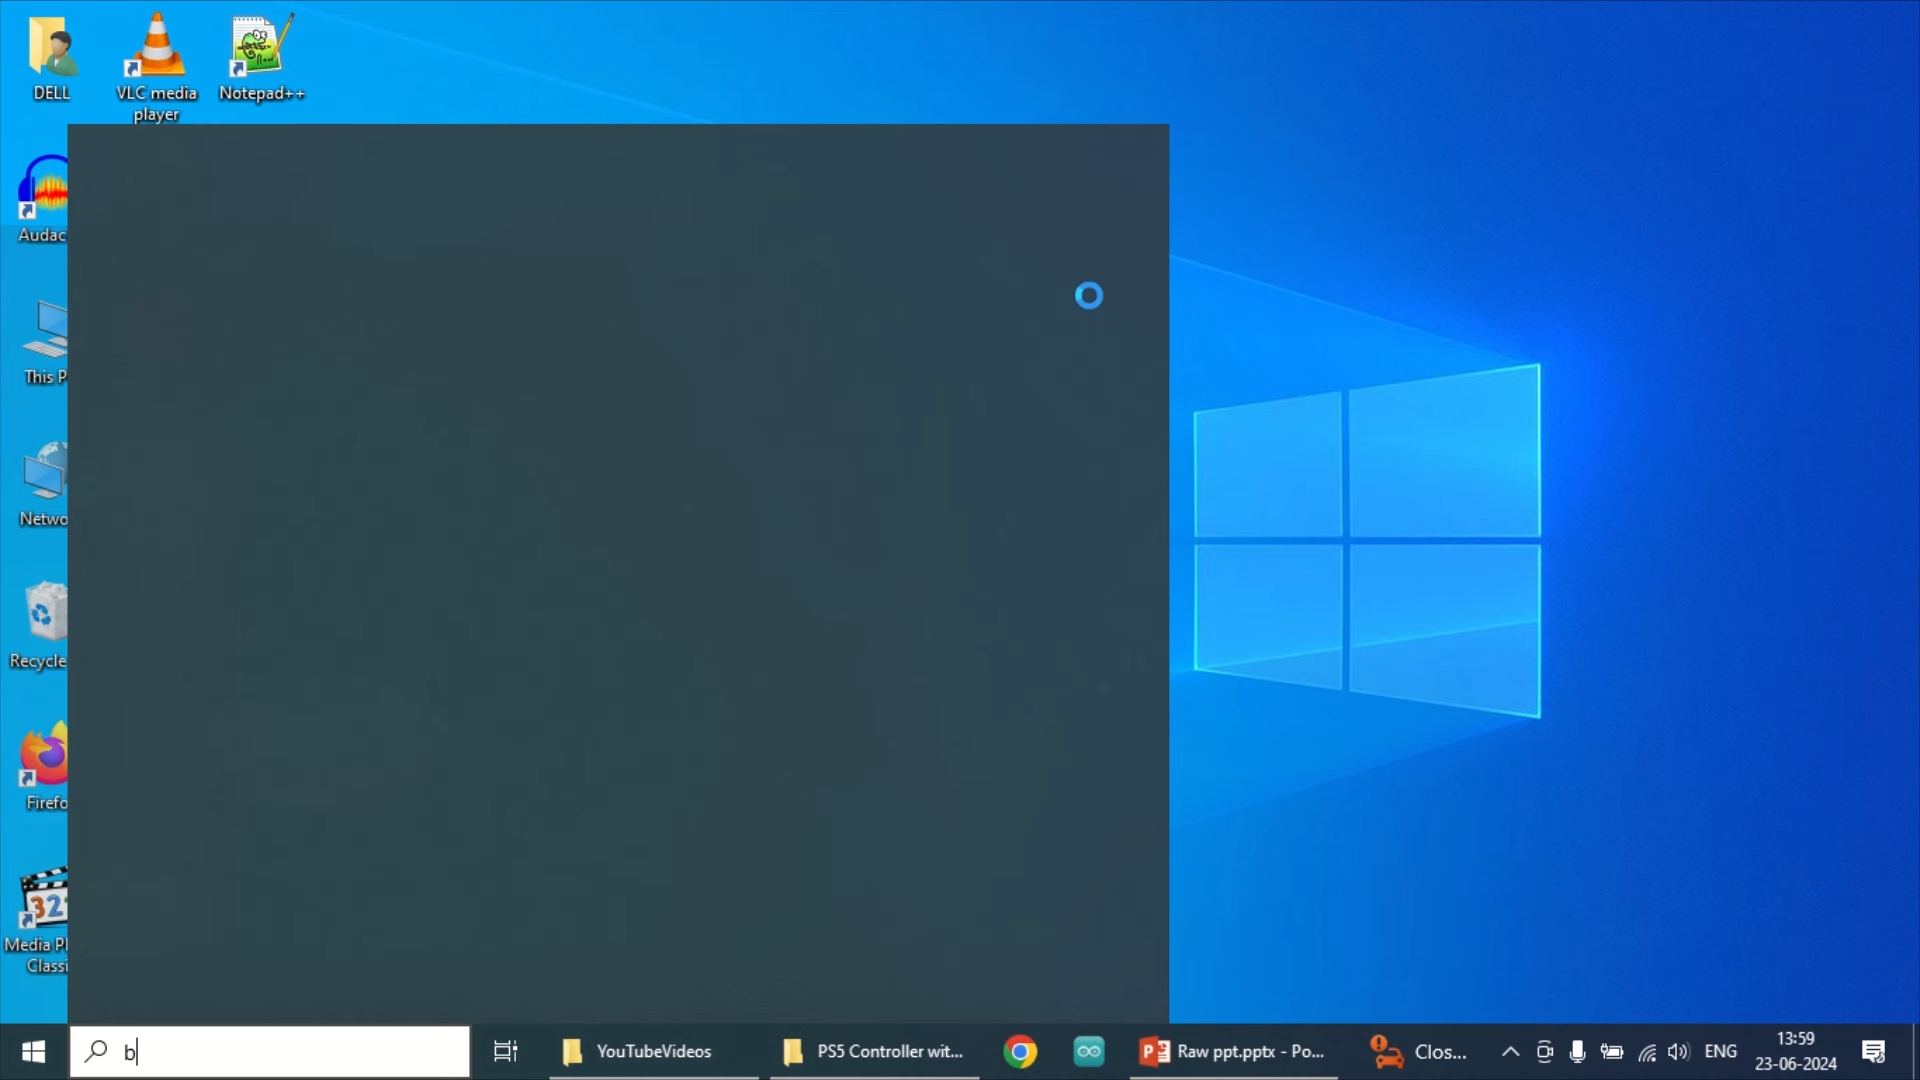 DELL
VLC media
player
Notepad++
Audac
This P
Netwo
Recycle
Firefo
321
Media Pl
Classi
b
YouTubeVideos
PS5 Controller wit...
Raw ppt.pptx - Po...
Clos...
ENG
13:59
23-06-2024